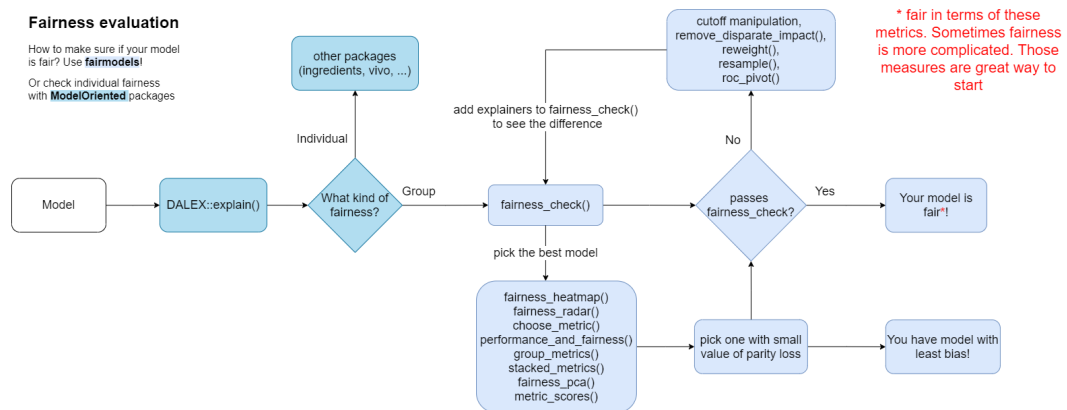 Fairness evaluation
How to make sure if your model
is fair? Use fairmodels!
Or check individual fairness
with ModelOriented packages
other packages
(ingredients, vivo, ...)
cutoff manipulation,
remove_disparate_impact(),
reweight(),
resample(),
roc_pivot()
* fair in terms of these
metrics. Sometimes fairness
is more complicated. Those
measures are great way to
start
add explainers to fairness_check()
to see the difference
Individual
No
Model
DALEX::explain()
What kind of
fairness?
Group
fairness_check()
passes
fairness_check?
Yes
Your model is
fair*!
pick the best model
fairness_heatmap()
fairness_radar()
choose_metric()
performance_and_fairness()
group_metrics()
stacked_metrics()
fairness_pca()
metric_scores()
pick one with small
value of parity loss
You have model with
least bias!